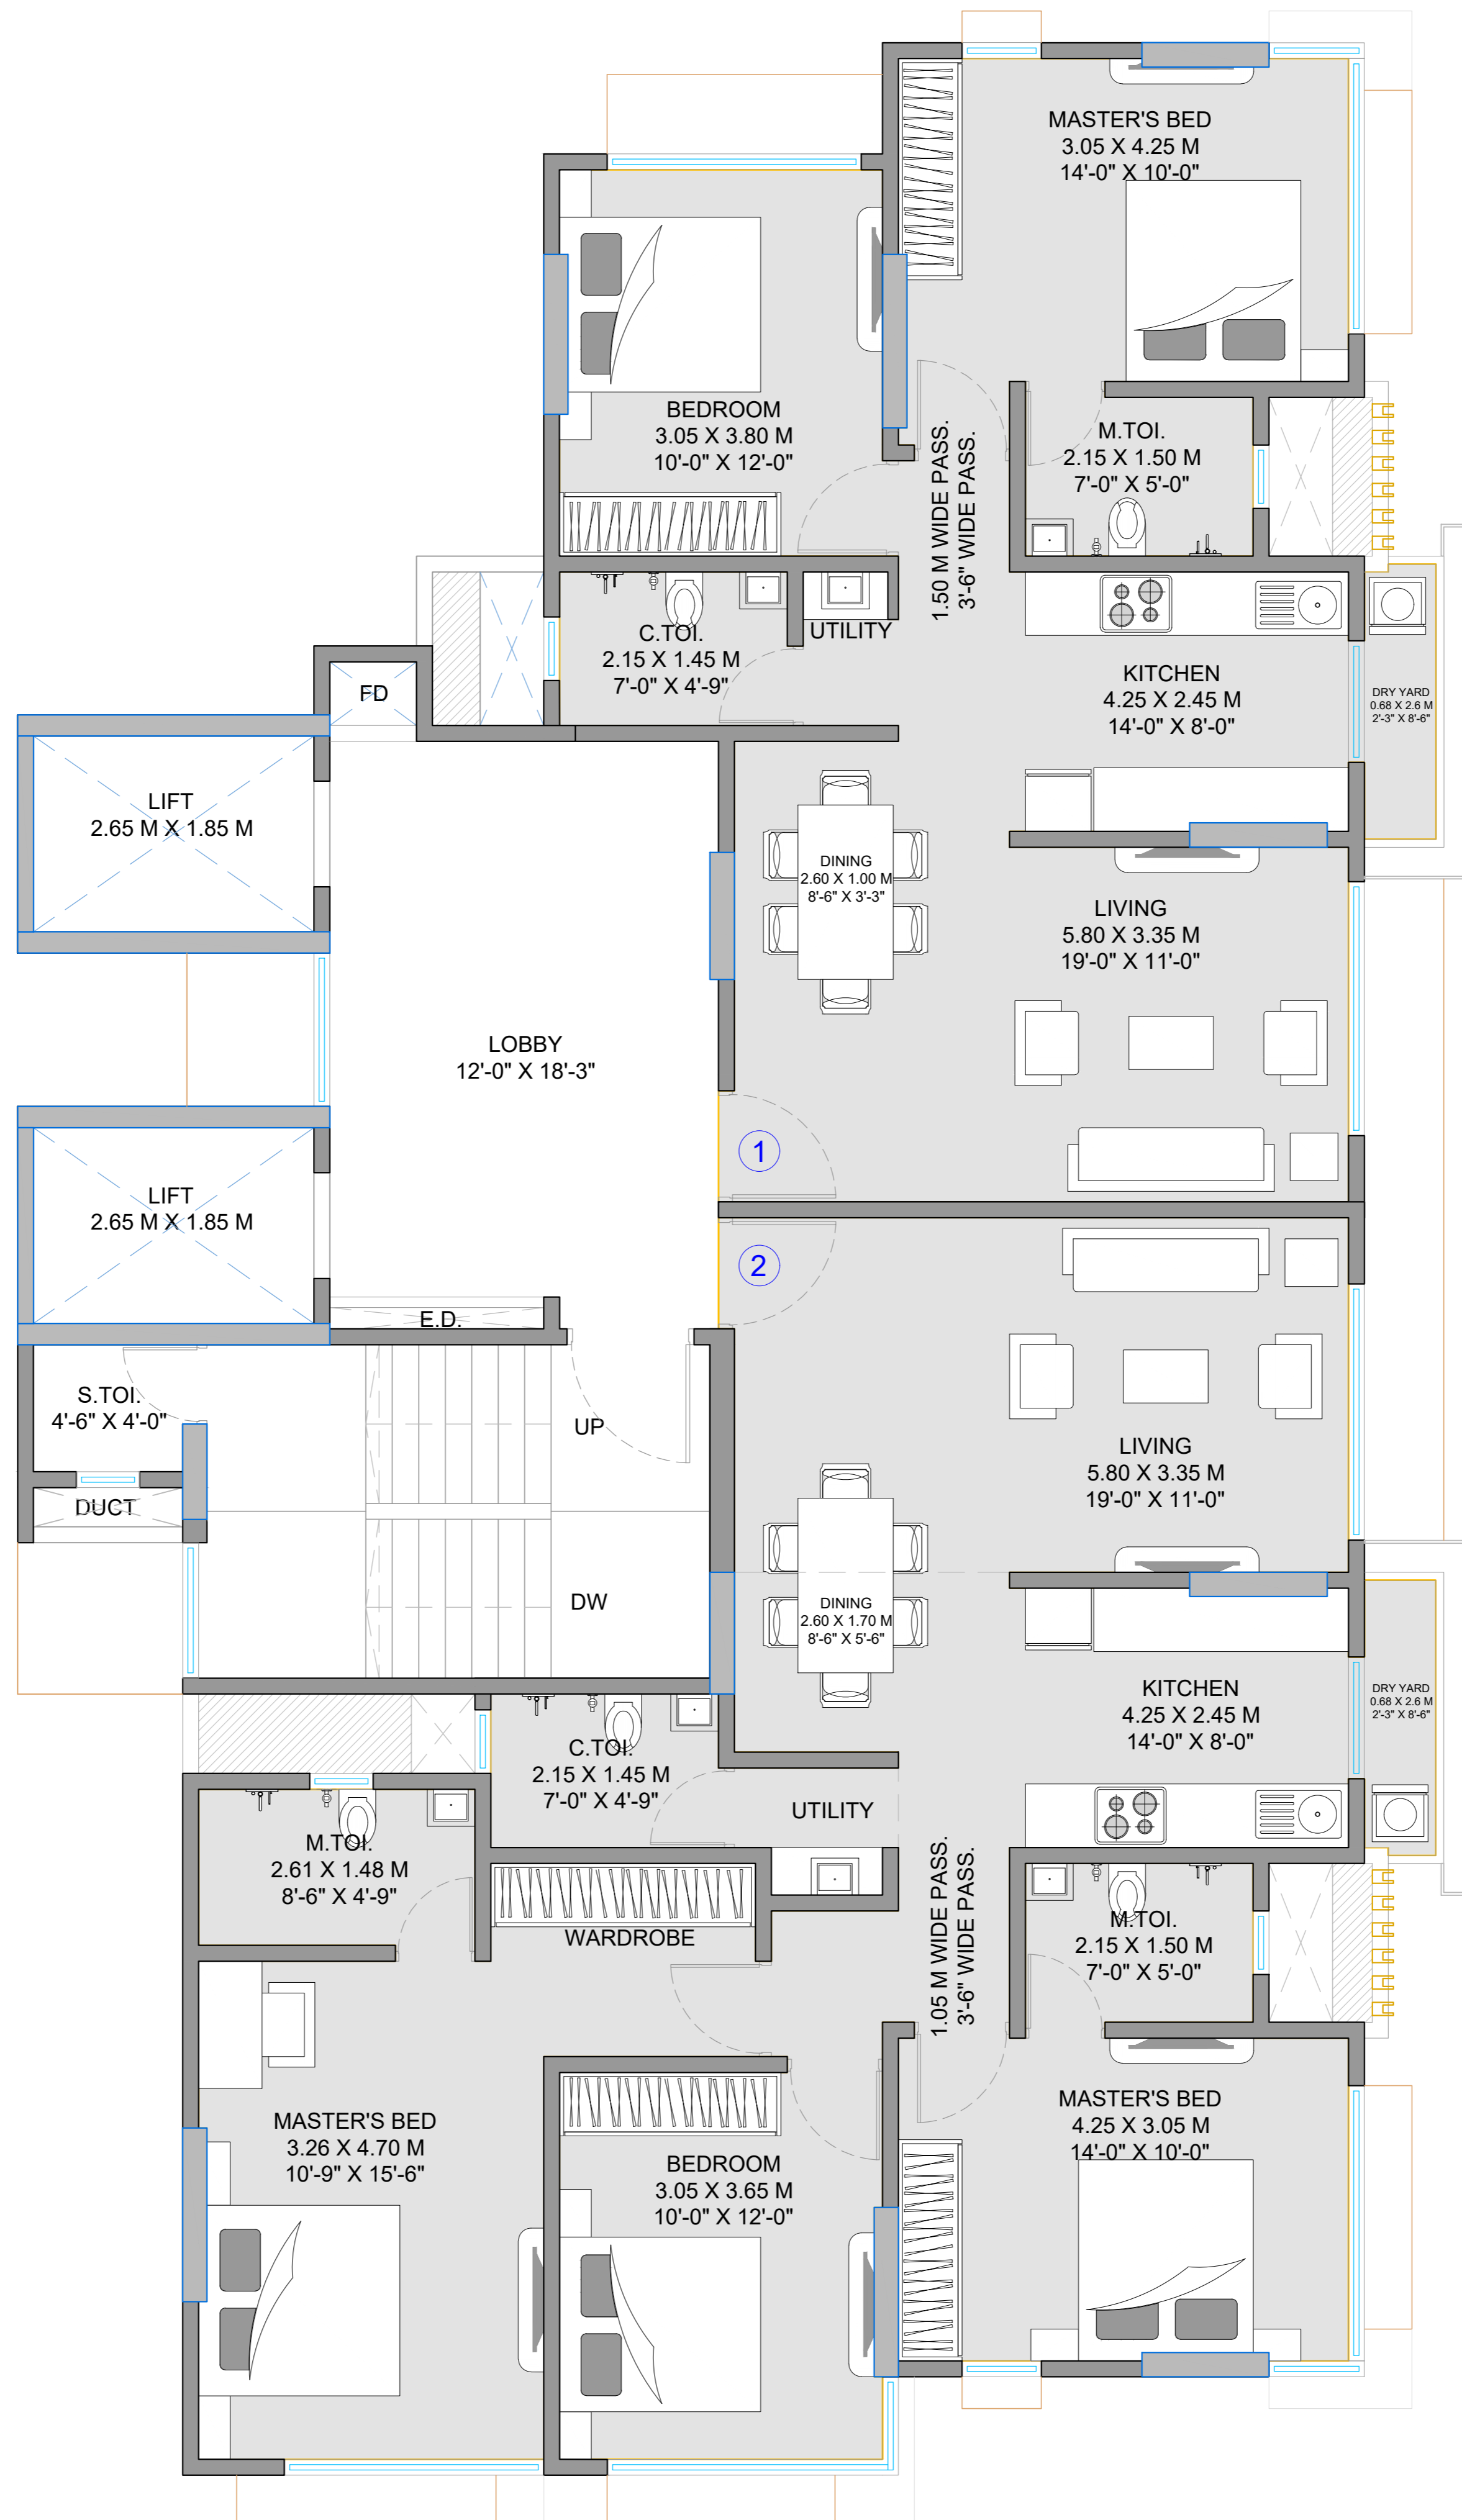 MASTER'S BED
3.05 X 4.25 M
14'-0" X 10'-0"
BEDROOM
3.05 X 3.80 M
10'-0" X 12'-0"
1.50 M WIDE PASS.
3'-6" WIDE PASS.
M.TOI.
2.15 X 1.50 M
7'-0" X 5'-0"
C.TOI.
2.15 X 1.45 M
7'-0" X 4'-9"
UTILITY
KITCHEN
4.25 X 2.45 M
14'-0" X 8'-0"
DRY YARD
0.68 X 2.6 M
2'-3" X 8'-6"
FD
LIFT
2.65 M X 1.85 M
DINING
2.60 X 1.00 M
8'-6" X 3'-3"
LIVING
5.80 X 3.35 M
19'-0" X 11'-0"
LOBBY
12'-0" X 18'-3"
1
LIFT
2.65 M X 1.85 M
2
E.D.
S.TOI.
4'-6" X 4'-0"
UP
LIVING
5.80 X 3.35 M
19'-0" X 11'-0"
DUCT
DW
DINING
2.60 X 1.70 M
8'-6" X 5'-6"
KITCHEN
4.25 X 2.45 M
14'-0" X 8'-0"
DRY YARD
0.68 X 2.6 M
2'-3" X 8'-6"
C.TOI.
2.15 X 1.45 M
7'-0" X 4'-9"
UTILITY
M.TOI.
2.61 X 1.48 M
8'-6" X 4'-9"
WARDROBE
1.05 M WIDE PASS.
3'-6" WIDE PASS.
M.TOI.
2.15 X 1.50 M
7'-0" X 5'-0"
MASTER'S BED
3.26 X 4.70 M
10'-9" X 15'-6"
BEDROOM
3.05 X 3.65 M
10'-0" X 12'-0"
MASTER'S BED
4.25 X 3.05 M
14'-0" X 10'-0"